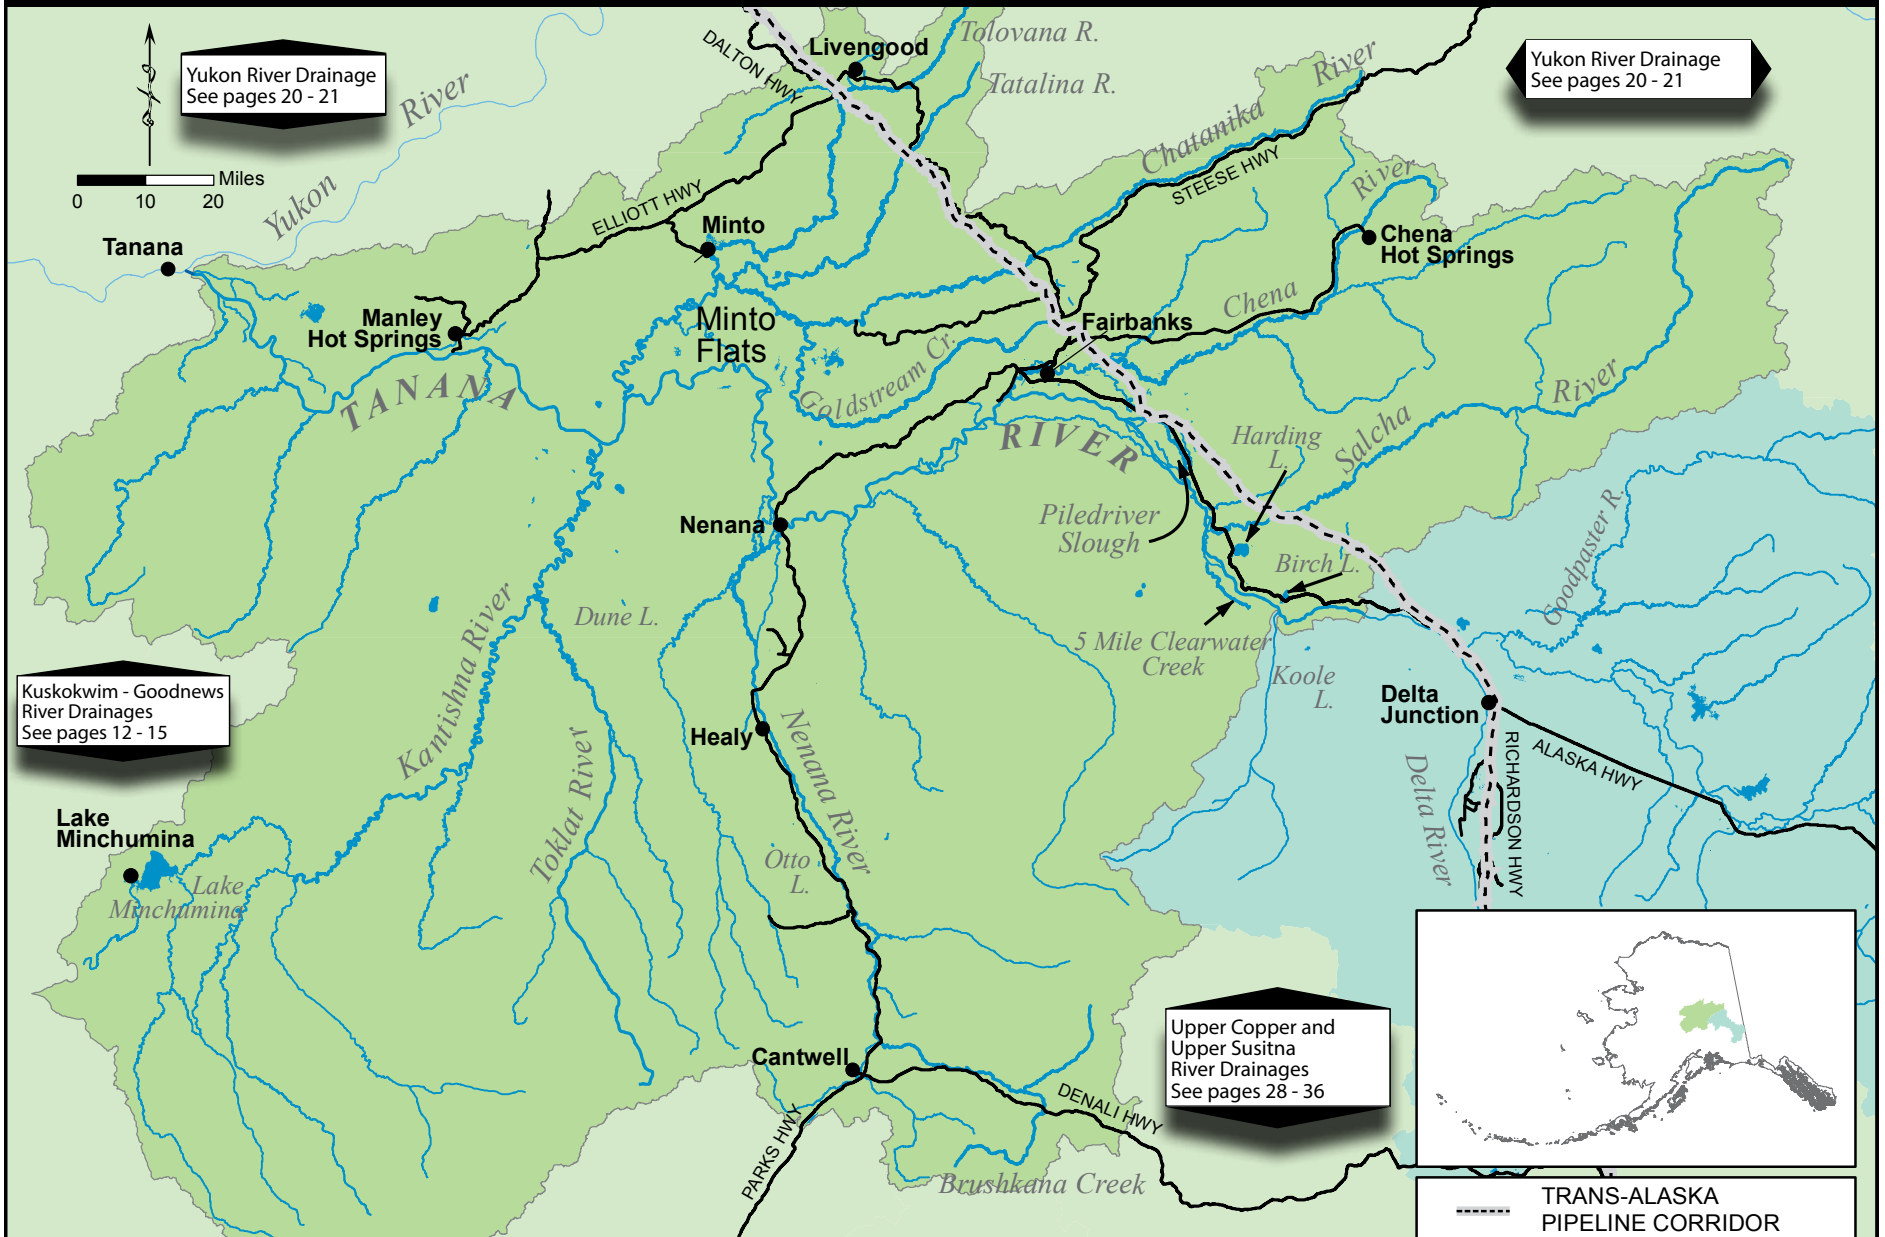 Yukon River Drainage
See pages 20 - 21
Yukon River Drainage
See pages 20 - 21
0 10 20 Miles
Yukon
River
DALTON HWY
Livengood
Tolovana R.
Tatalina R.
Chatanika
River
STEESE HWY
River
Chena
Hot Springs
ELLIOTT HWY
Minto
Tanana
Manley
Hot Springs
Minto
Flats
Chena
Fairbanks
Goldstream Cr.
TANANA
RIVER
Harding
L.
Salcha
River
Piledriver
Slough
Nenana
Birch L.
Goodpaster R.
Dune L.
5 Mile Clearwater
Creek
Koole
L.
Kantishna River
Kuskokwim - Goodnews
River Drainages
See pages 12 - 15
Delta
Junction
Healy
Nenana River
Toklat River
ALASKA HWY
RICHARDSON HWY
Delta River
Lake
Minchumina
Lake
Minchumina
Otto
L.
Upper Copper and
Upper Susitna
River Drainages
See pages 28 - 36
Cantwell
DENALI HWY
PARKS HWY
Brushkana Creek
TRANS-ALASKA
PIPELINE CORRIDOR